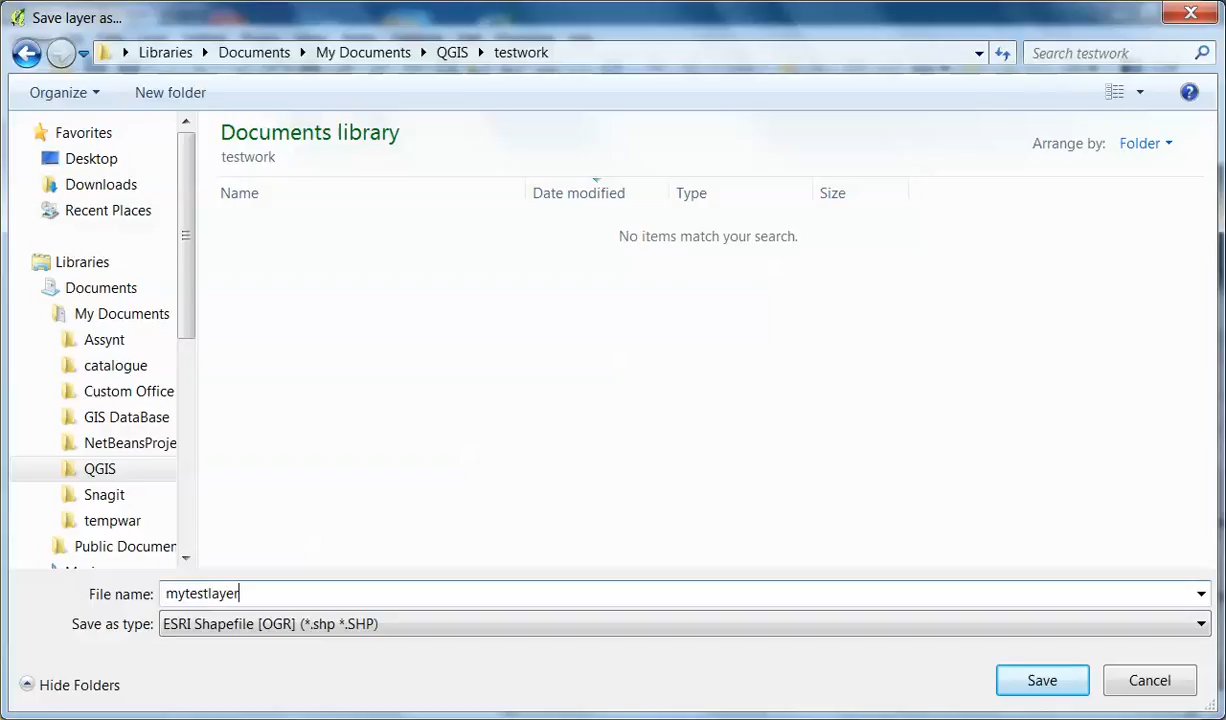 Save layer as...
Libraries Documents My Documents QGIS testwork
Search testwork
Organize New folder
Documents library
testwork
Arrange by: Folder
Name Date modified Type Size
No items match your search.
Favorites
Desktop
Downloads
Recent Places
Libraries
Documents
My Documents
Assynt
catalogue
Custom Office
GIS DataBase
NetBeansProje
QGIS
Snagit
tempwar
Public Documen
File name: mytestlayer
Save as type: ESRI Shapefile [OGR] (*.shp *.SHP)
Hide Folders
Save Cancel